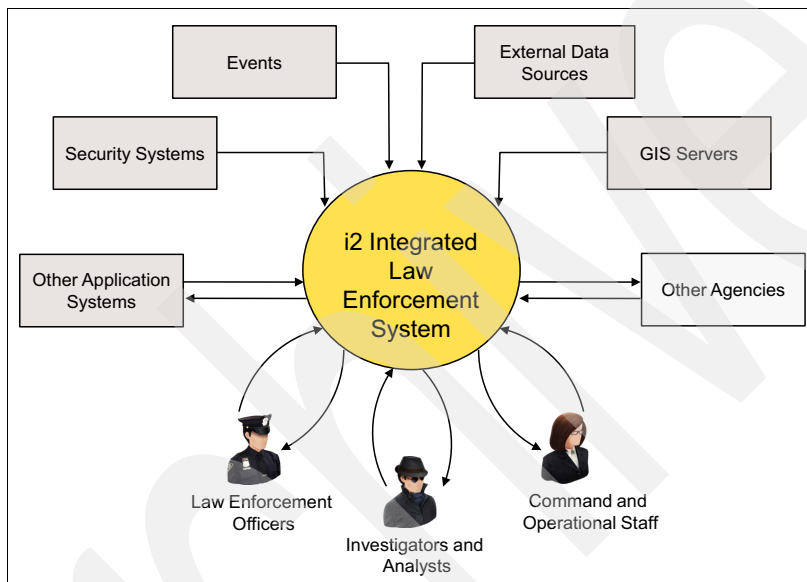 Events
External Data
Sources
Security Systems
GIS Servers
i2 Integrated
Law
Enforcement
System
Other Application
Systems
Other Agencies
Law Enforcement
Officers
Investigators and
Analysts
Command and
Operational Staff